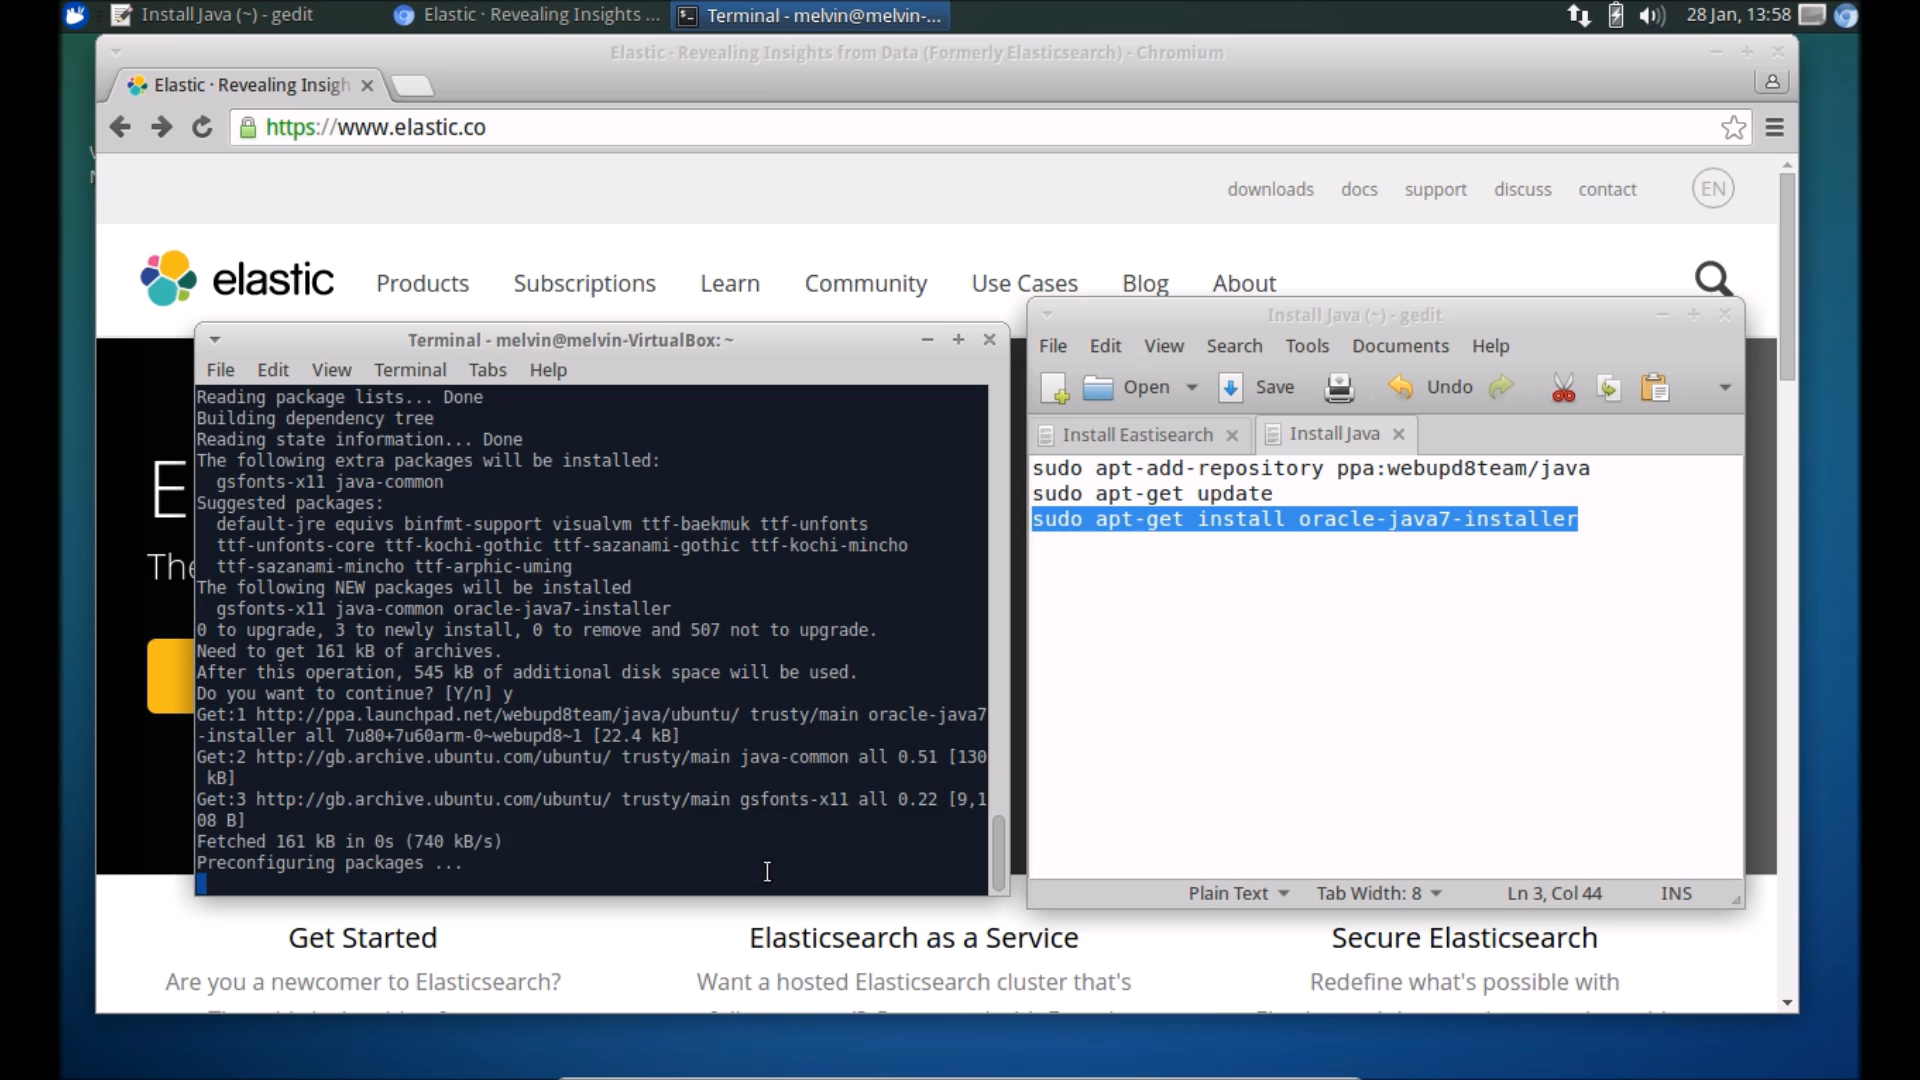 Install Java (~) - gedit
Elastic · Revealing Insights ...
Terminal - melvin@melvin-...
28 Jan, 13:58
Elastic · Revealing Insights from Data (Formerly Elasticsearch) - Chromium
Elastic · Revealing Insigh
https://www.elastic.co
downloads docs support discuss contact EN
elastic Products Subscriptions Learn Community Use Cases Blog About
E
The
Terminal - melvin@melvin-VirtualBox: ~
File Edit View Terminal Tabs Help
Reading package lists... Done
Building dependency tree
Reading state information... Done
The following extra packages will be installed:
gsfonts-x11 java-common
Suggested packages:
default-jre equivs binfmt-support visualvm ttf-baekmuk ttf-unfonts
ttf-unfonts-core ttf-kochi-gothic ttf-sazanami-gothic ttf-kochi-mincho
ttf-sazanami-mincho ttf-arphic-uming
The following NEW packages will be installed
gsfonts-x11 java-common oracle-java7-installer
0 to upgrade, 3 to newly install, 0 to remove and 507 not to upgrade.
Need to get 161 kB of archives.
After this operation, 545 kB of additional disk space will be used.
Do you want to continue? [Y/n] y
Get:1 http://ppa.launchpad.net/webupd8team/java/ubuntu/ trusty/main oracle-java7
-installer all 7u80+7u60arm-0~webupd8~1 [22.4 kB]
Get:2 http://gb.archive.ubuntu.com/ubuntu/ trusty/main java-common all 0.51 [130
kB]
Get:3 http://gb.archive.ubuntu.com/ubuntu/ trusty/main gsfonts-x11 all 0.22 [9,1
08 B]
Fetched 161 kB in 0s (740 kB/s)
Preconfiguring packages ...
Install Java (~) - gedit
File Edit View Search Tools Documents Help
Open Save Undo
Install Eastisearch
Install Java
sudo apt-add-repository ppa:webupd8team/java
sudo apt-get update
sudo apt-get install oracle-java7-installer
Plain Text Tab Width: 8 Ln 3, Col 44 INS
Get Started
Are you a newcomer to Elasticsearch?
Elasticsearch as a Service
Want a hosted Elasticsearch cluster that's
Secure Elasticsearch
Redefine what's possible with